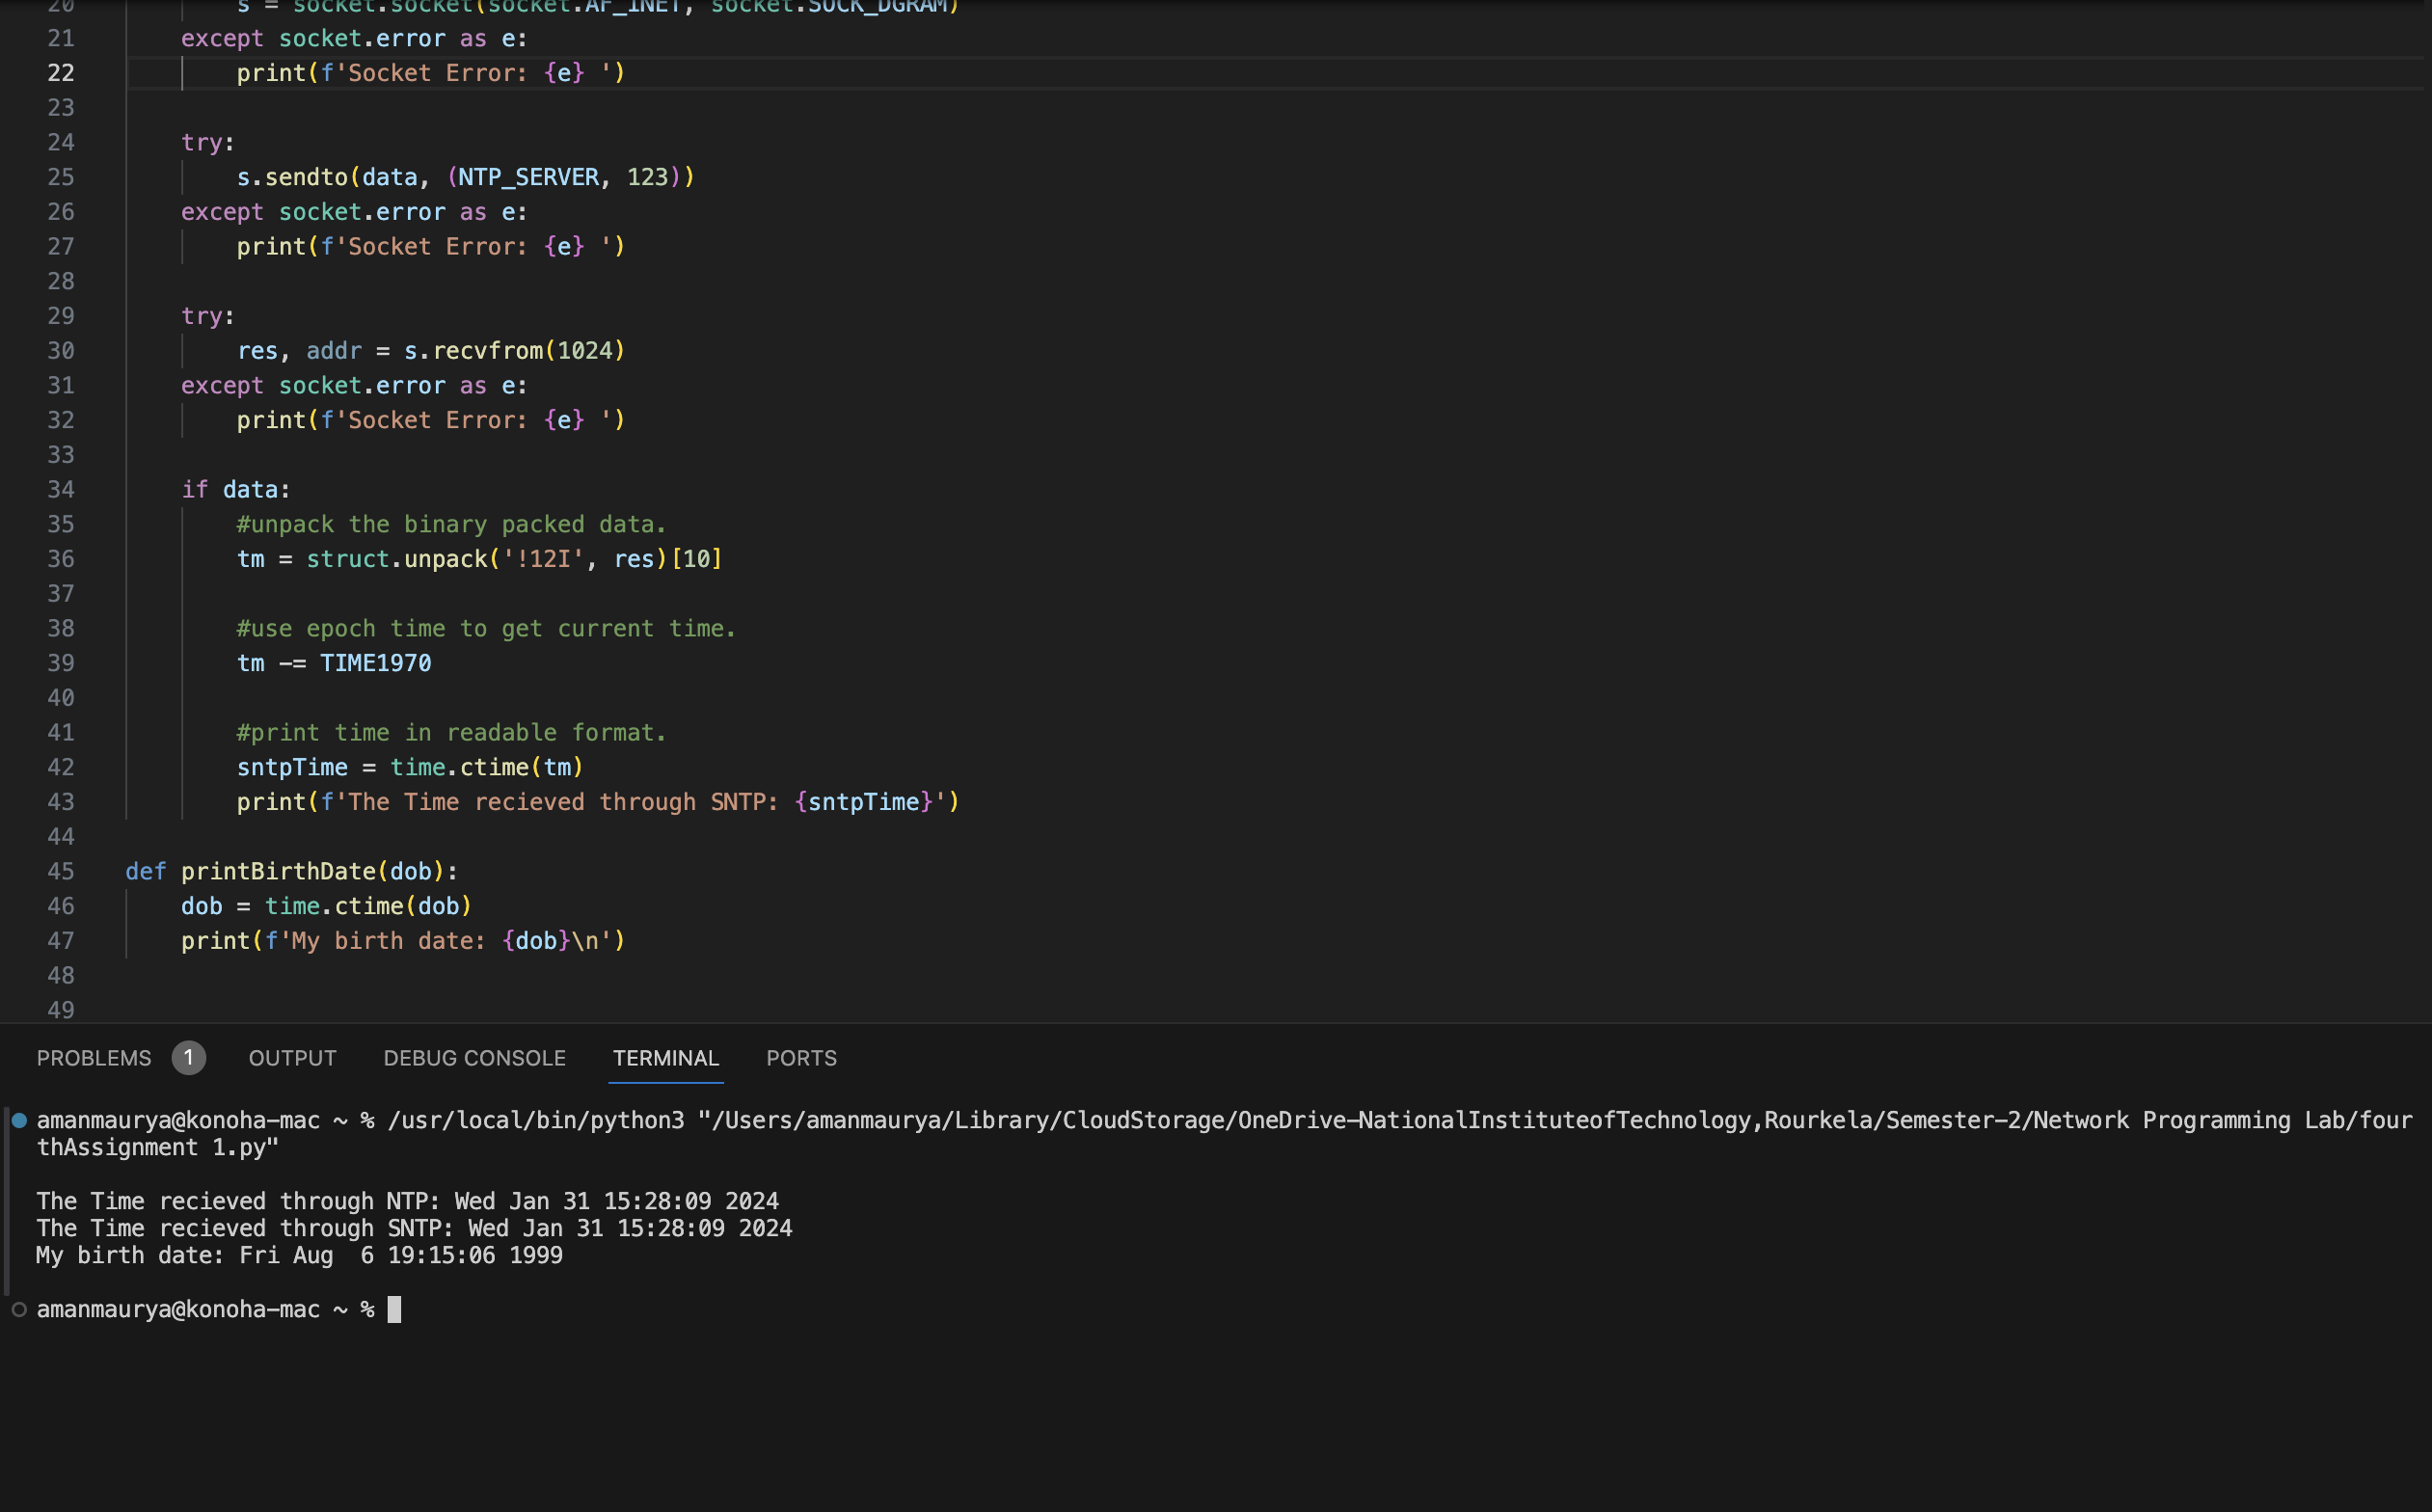 20 s = socket.socket(socket.AF_INET, socket.SOCK_DGRAM)
21 except socket.error as e:
22 print(f'Socket Error: {e} ')
23
24 try:
25 s.sendto(data, (NTP_SERVER, 123))
26 except socket.error as e:
27 print(f'Socket Error: {e} ')
28
29 try:
30 res, addr = s.recvfrom(1024)
31 except socket.error as e:
32 print(f'Socket Error: {e} ')
33
34 if data:
35 #unpack the binary packed data.
36 tm = struct.unpack('!12I', res)[10]
37
38 #use epoch time to get current time.
39 tm -= TIME1970
40
41 #print time in readable format.
42 sntpTime = time.ctime(tm)
43 print(f'The Time recieved through SNTP: {sntpTime}')
44
45 def printBirthDate(dob):
46 dob = time.ctime(dob)
47 print(f'My birth date: {dob}\n')
48
49
PROBLEMS 1 OUTPUT DEBUG CONSOLE TERMINAL PORTS
amanmaurya@konoha-mac ~ % /usr/local/bin/python3 "/Users/amanmaurya/Library/CloudStorage/OneDrive-NationalInstituteofTechnology,Rourkela/Semester-2/Network Programming Lab/four
thAssignment 1.py"
The Time recieved through NTP: Wed Jan 31 15:28:09 2024
The Time recieved through SNTP: Wed Jan 31 15:28:09 2024
My birth date: Fri Aug  6 19:15:06 1999
amanmaurya@konoha-mac ~ %